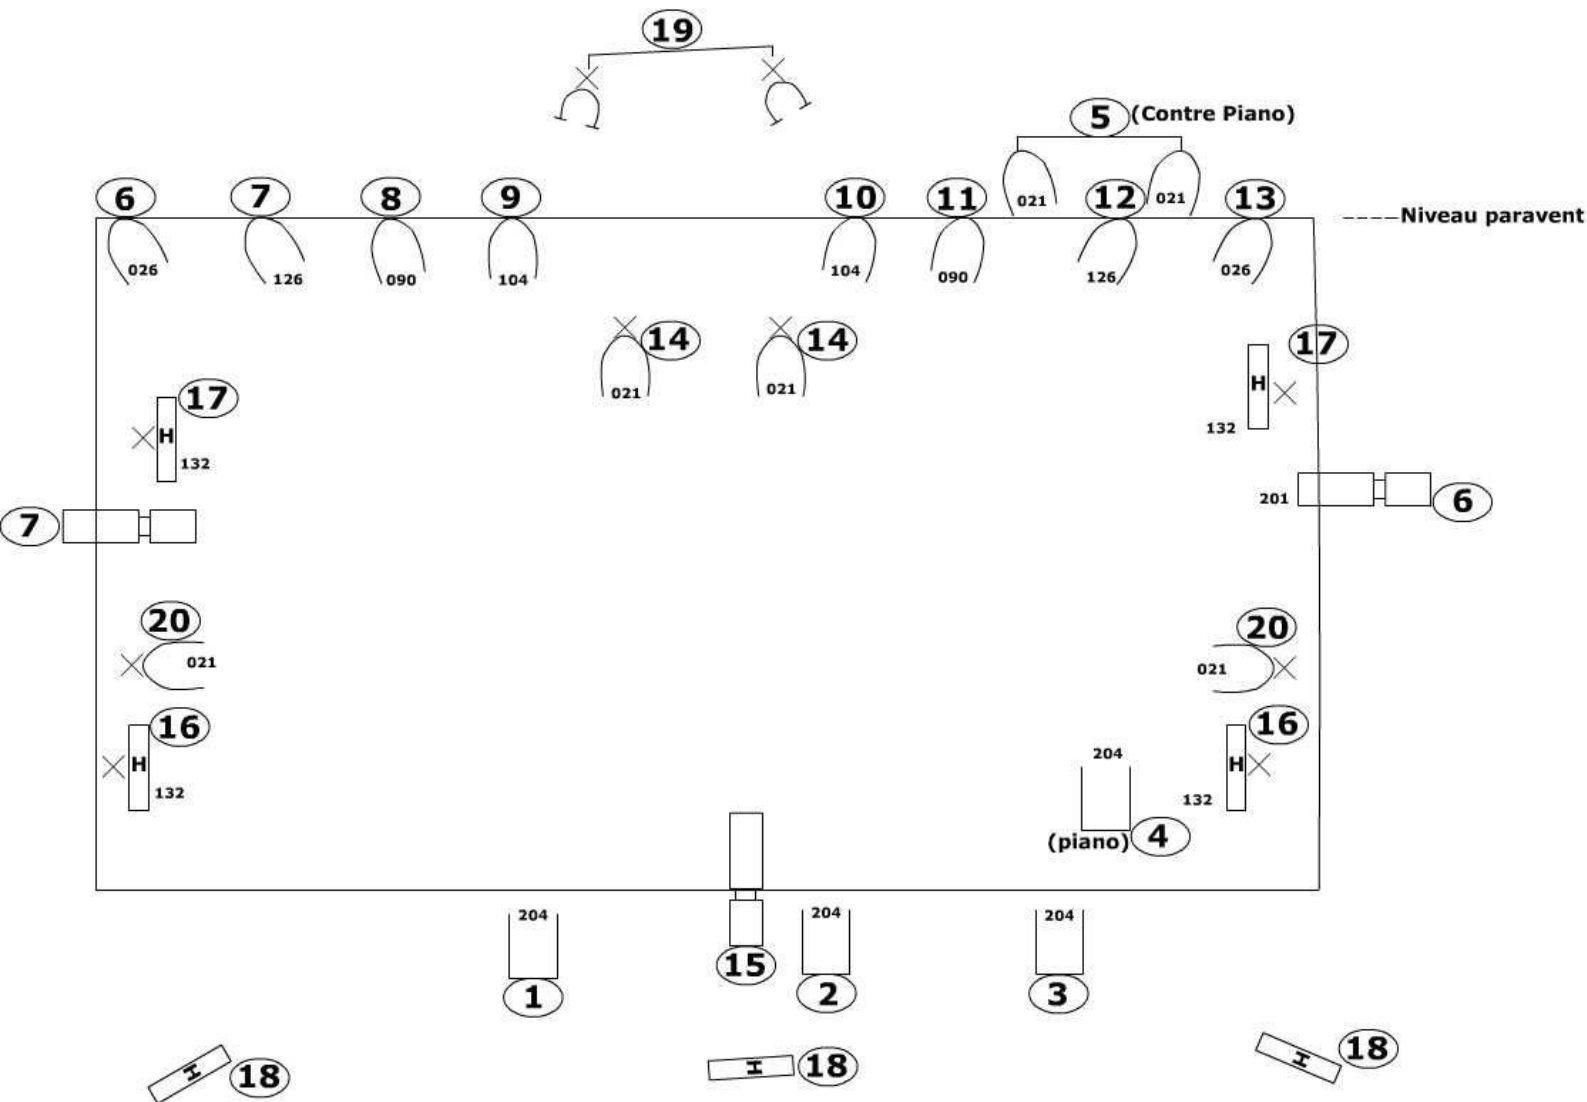 19
5 (Contre Piano)
021 021
6 7 8 9 10 11 12 13
----Niveau paravent
026 126 090 104 104 090 126 026
14 14 17
021 021
H
132
17
H
132
7
201 6
20 20
021 021
16 16
H H
132 132
204
(piano) 4
204 204 204
15
1 2 3
H 18 H 18 H 18